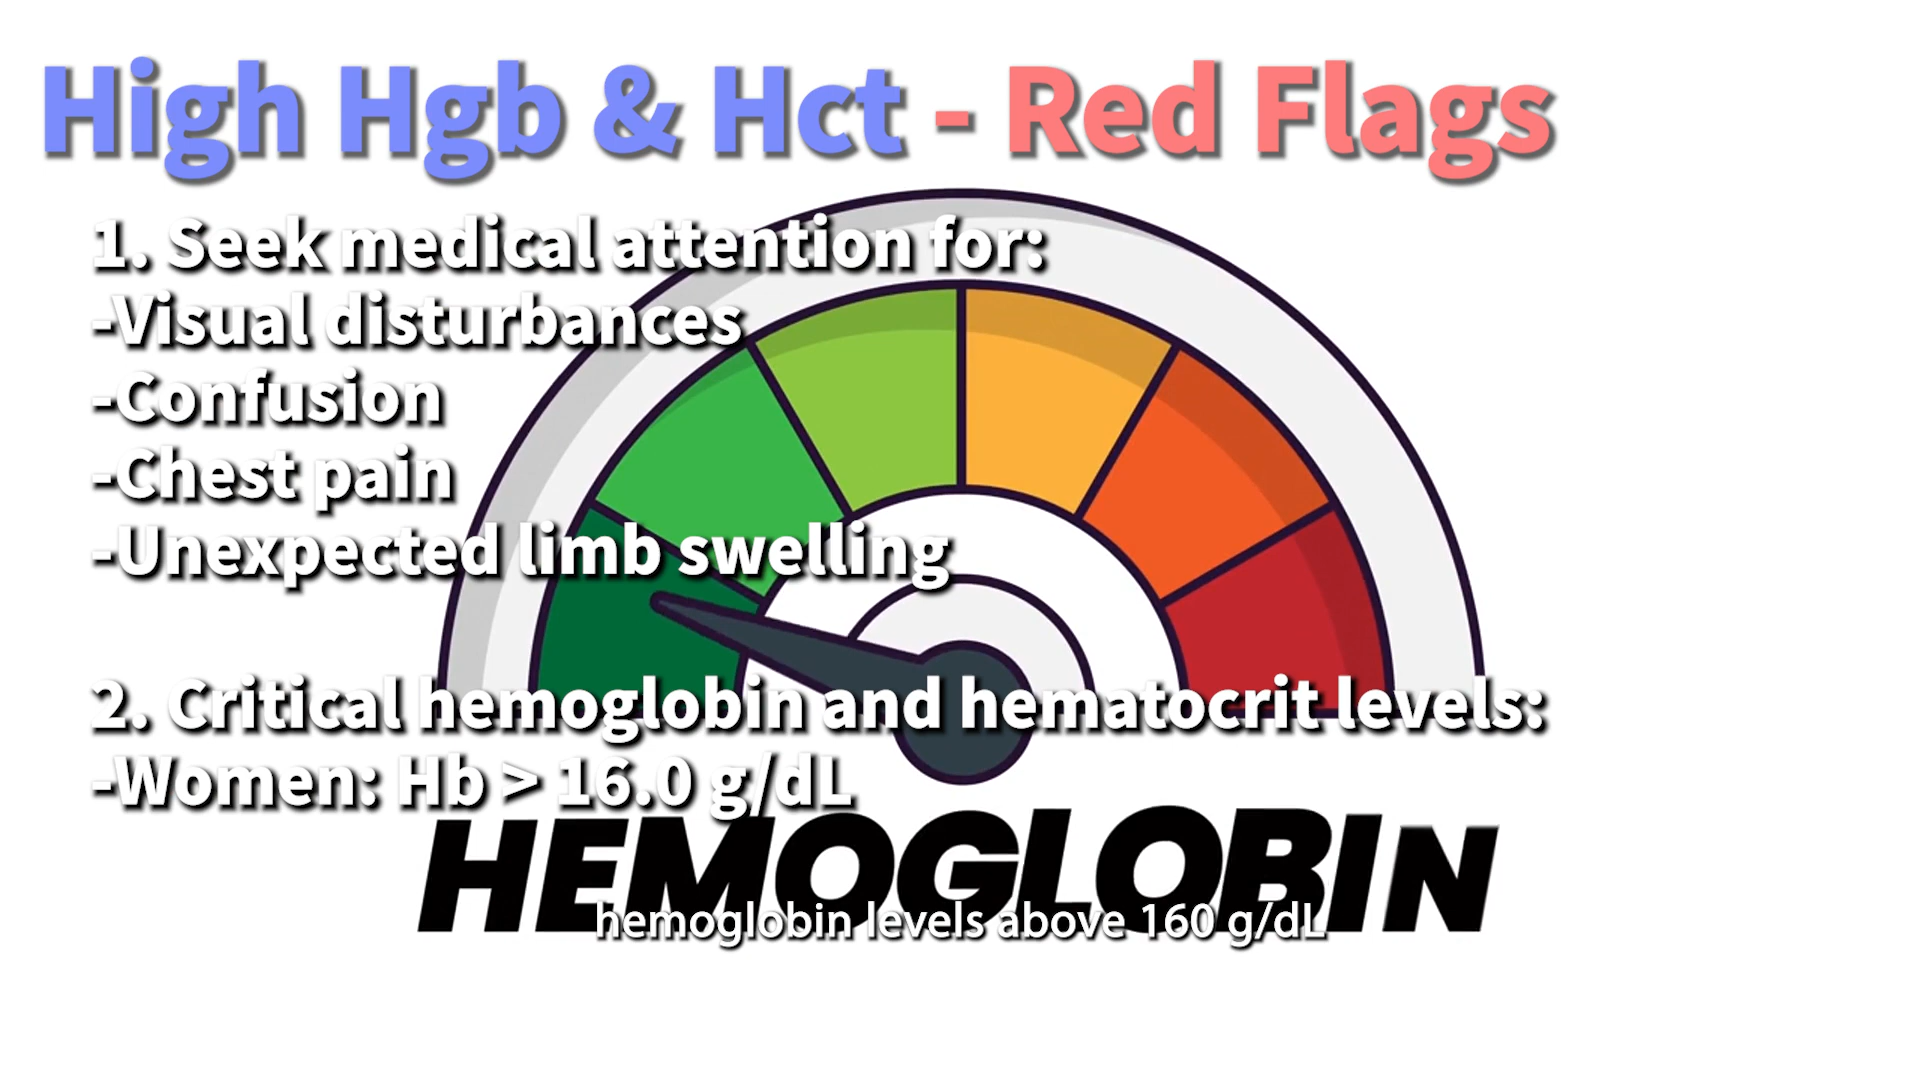 High Hgb & Hct - Red Flags
1. Seek medical attention for:
-Visual disturbances
-Confusion
-Chest pain
-Unexpected limb swelling
2. Critical hemoglobin and hematocrit levels:
-Women: Hb > 16.0 g/dL
HEMOGLOBIN
hemoglobin levels above 160 g/dL